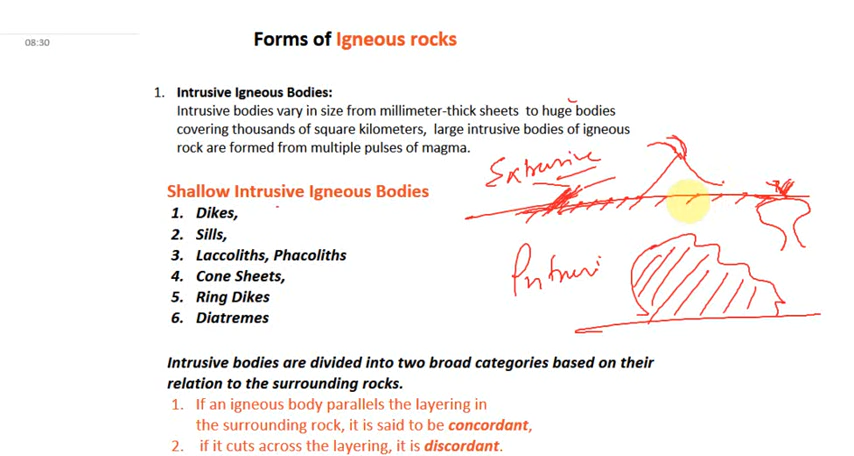 08:30
Forms of Igneous rocks
1. Intrusive Igneous Bodies:
Intrusive bodies vary in size from millimeter-thick sheets to huge bodies
covering thousands of square kilometers, large intrusive bodies of igneous
rock are formed from multiple pulses of magma.
Extrusive
Shallow Intrusive Igneous Bodies
1. Dikes,
2. Sills,
3. Laccoliths, Phacoliths
4. Cone Sheets,
5. Ring Dikes
6. Diatremes
Intrusive bodies are divided into two broad categories based on their
relation to the surrounding rocks.
1. If an igneous body parallels the layering in
the surrounding rock, it is said to be concordant,
2. if it cuts across the layering, it is discordant.